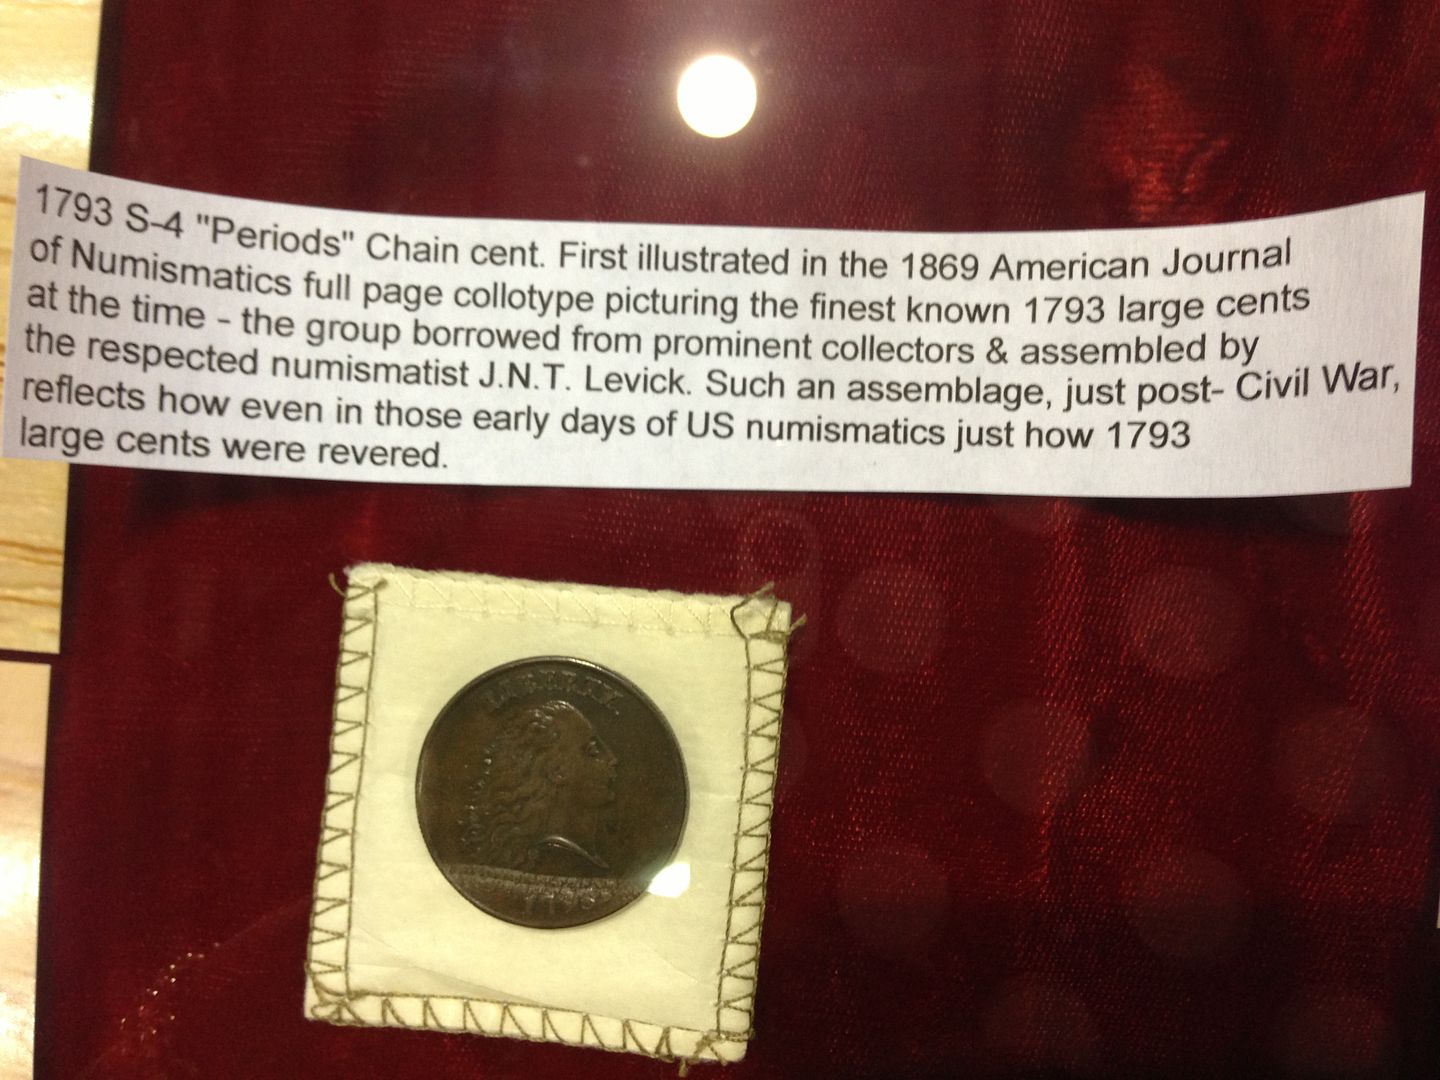 1793 S-4 "Periods" Chain cent. First illustrated in the 1869 American Journal
of Numismatics full page collotype picturing the finest known 1793 large cents
at the time - the group borrowed from prominent collectors & assembled by
the respected numismatist J.N.T. Levick. Such an assemblage, just post- Civil War,
reflects how even in those early days of US numismatics just how 1793
large cents were revered.
LIBERTY.
1793